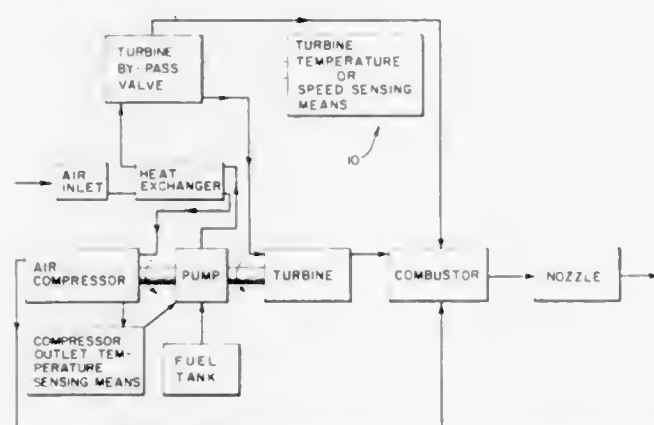 TURBINE
BY-PASS
VALVE
TURBINE
TEMPERATURE
OR
SPEED SENSING
MEANS
10
AIR
INLET
HEAT
EXCHANGER
AIR
COMPRESSOR
PUMP
TURBINE
COMBUSTOR
NOZZLE
COMPRESSOR
OUTLET TEM-
PERATURE
SENSING MEANS
FUEL
TANK